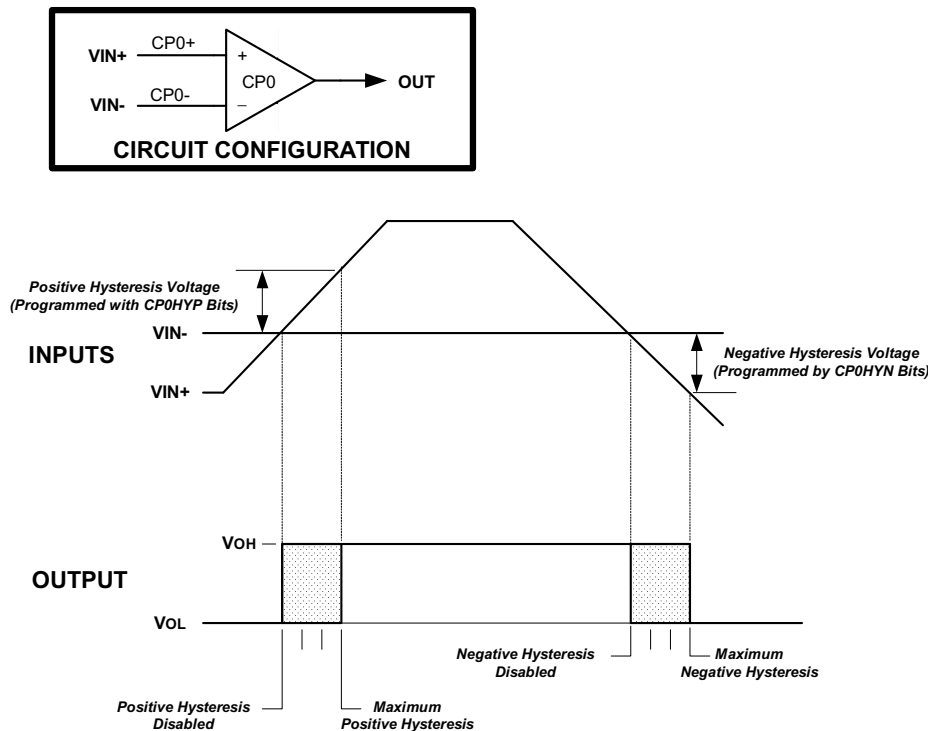 VIN+
CP0+
+
CP0
OUT
VIN-
CP0-
_
CIRCUIT CONFIGURATION
Positive Hysteresis Voltage
(Programmed with CP0HYP Bits)
VIN-
INPUTS
VIN+
Negative Hysteresis Voltage
(Programmed by CP0HYN Bits)
VOH
OUTPUT
VOL
Negative Hysteresis
Disabled
Maximum
Negative Hysteresis
Positive Hysteresis
Disabled
Maximum
Positive Hysteresis